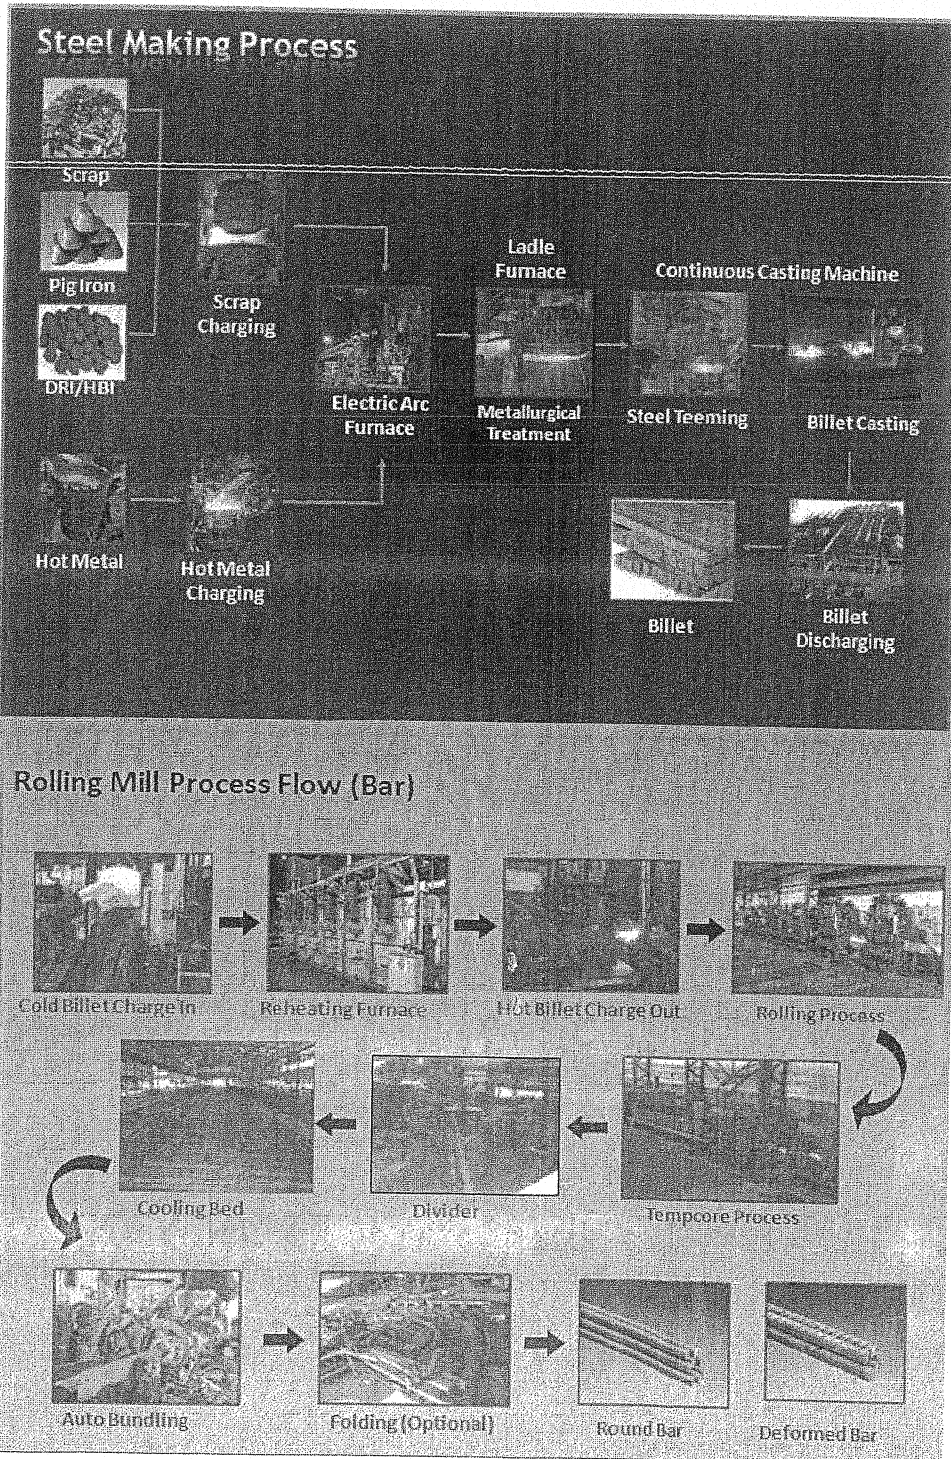 Steel Making Process
Scrap
Pig Iron
DRI/HBI
Scrap
Charging
Electric Arc
Furnace
Ladle
Furnace
Metallurgical
Treatment
Continuous Casting Machine
Steel Teeming
Billet Casting
Hot Metal
Hot Metal
Charging
Billet
Billet
Discharging
Rolling Mill Process Flow (Bar)
Cold Billet Charge In
Reheating Furnace
Hot Billet Charge Out
Rolling Process
Cooling Bed
Divider
Tempcore Process
Auto Bundling
Folding (Optional)
Round Bar
Deformed Bar